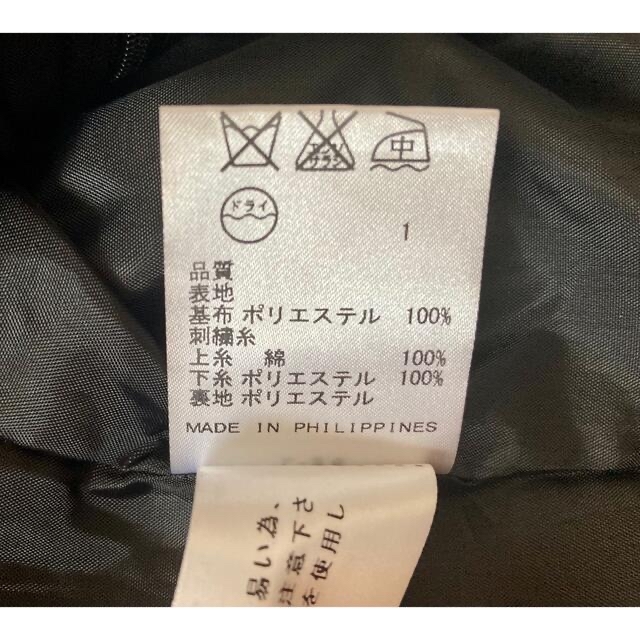 エンソ
サラシ
中
ドライ
1
品質
表地
基布 ポリエステル 100%
刺繍糸
上糸 綿 100%
下糸 ポリエステル 100%
裏地 ポリエステル
MADE IN PHILIPPINES
易い為、
注意下さ
を使用し